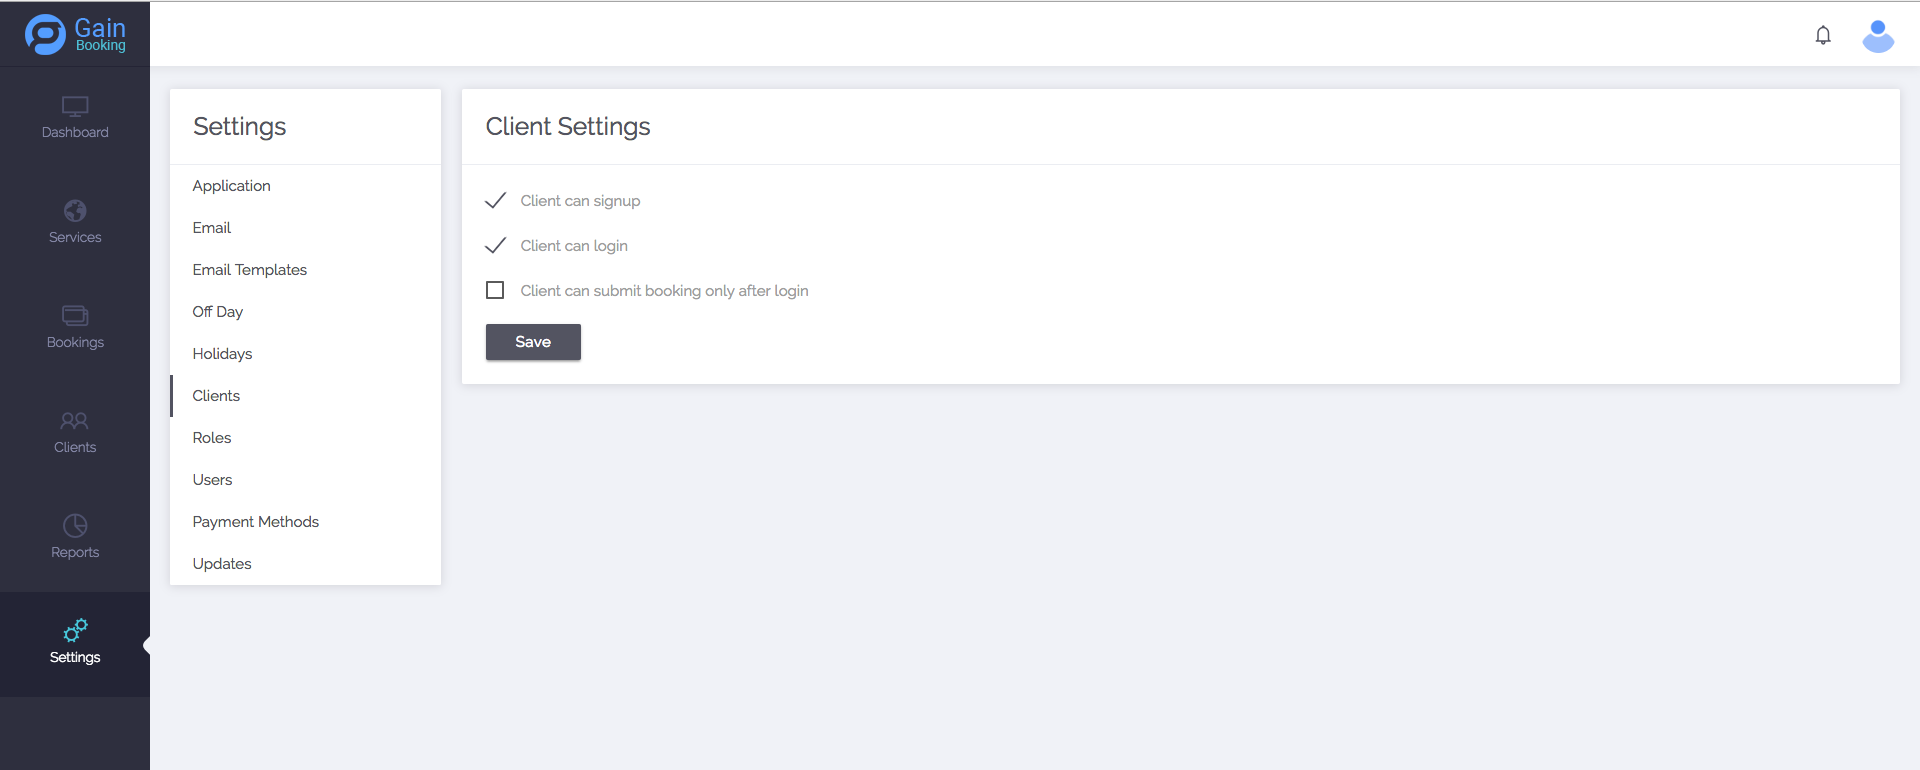 Gain
Booking
Dashboard
Services
Bookings
Clients
Reports
Settings
Settings
Application
Email
Email Templates
Off Day
Holidays
Clients
Roles
Users
Payment Methods
Updates
Client Settings
Client can signup
Client can login
Client can submit booking only after login
Save